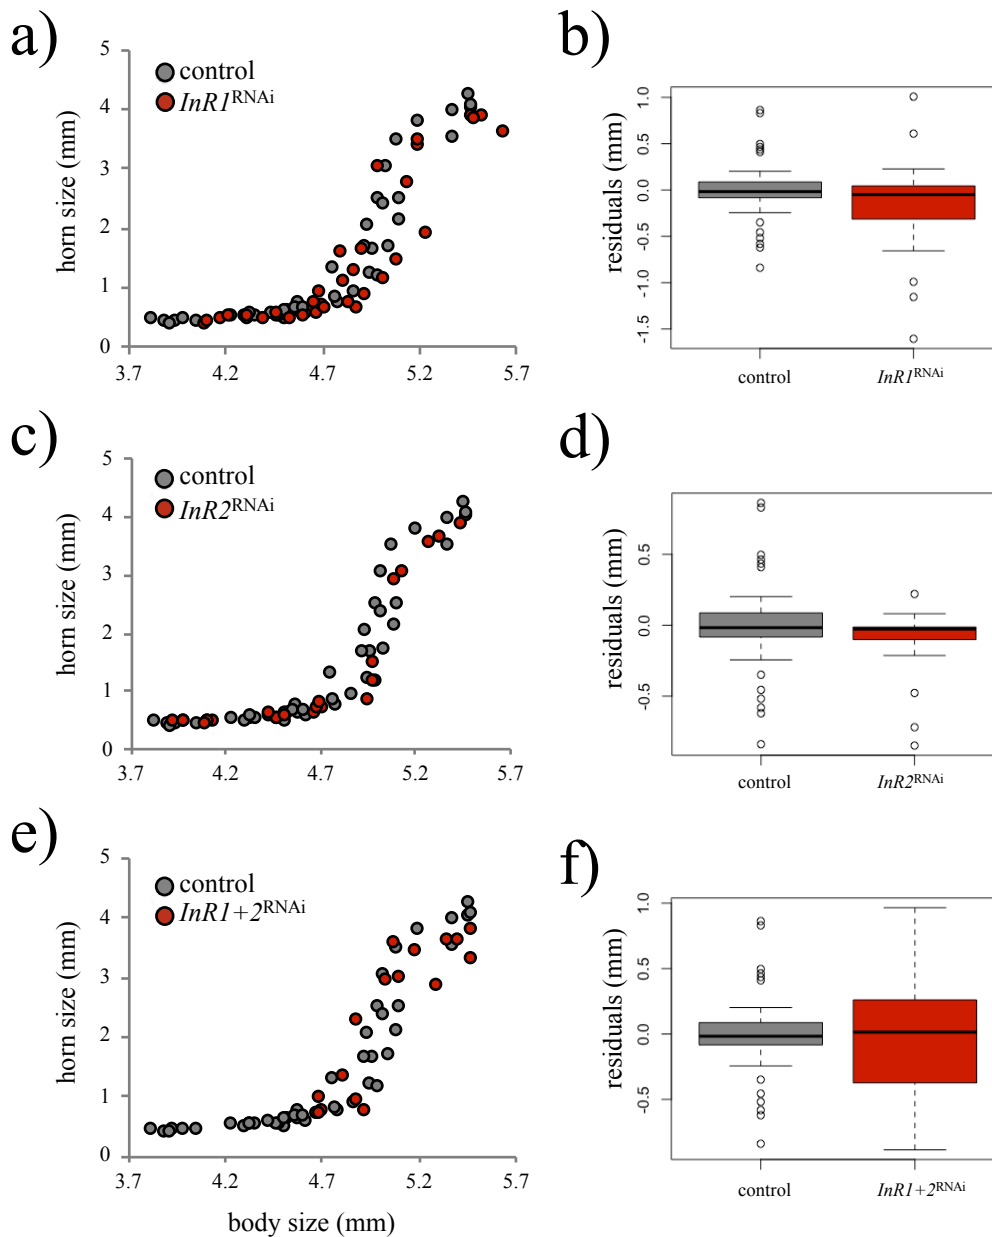 a)
control
InR1RNAi
horn size (mm)
5
4
3
2
1
0
3.7 4.2 4.7 5.2 5.7
b)
residuals (mm)
1.0
0.5
0.0
-0.5
-1.0
-1.5
control InR1RNAi
c)
control
InR2RNAi
horn size (mm)
5
4
3
2
1
0
3.7 4.2 4.7 5.2 5.7
d)
residuals (mm)
0.5
0.0
-0.5
control InR2RNAi
e)
control
InR1+2RNAi
horn size (mm)
5
4
3
2
1
0
3.7 4.2 4.7 5.2 5.7
body size (mm)
f)
residuals (mm)
1.0
0.5
0.0
-0.5
control InR1+2RNAi